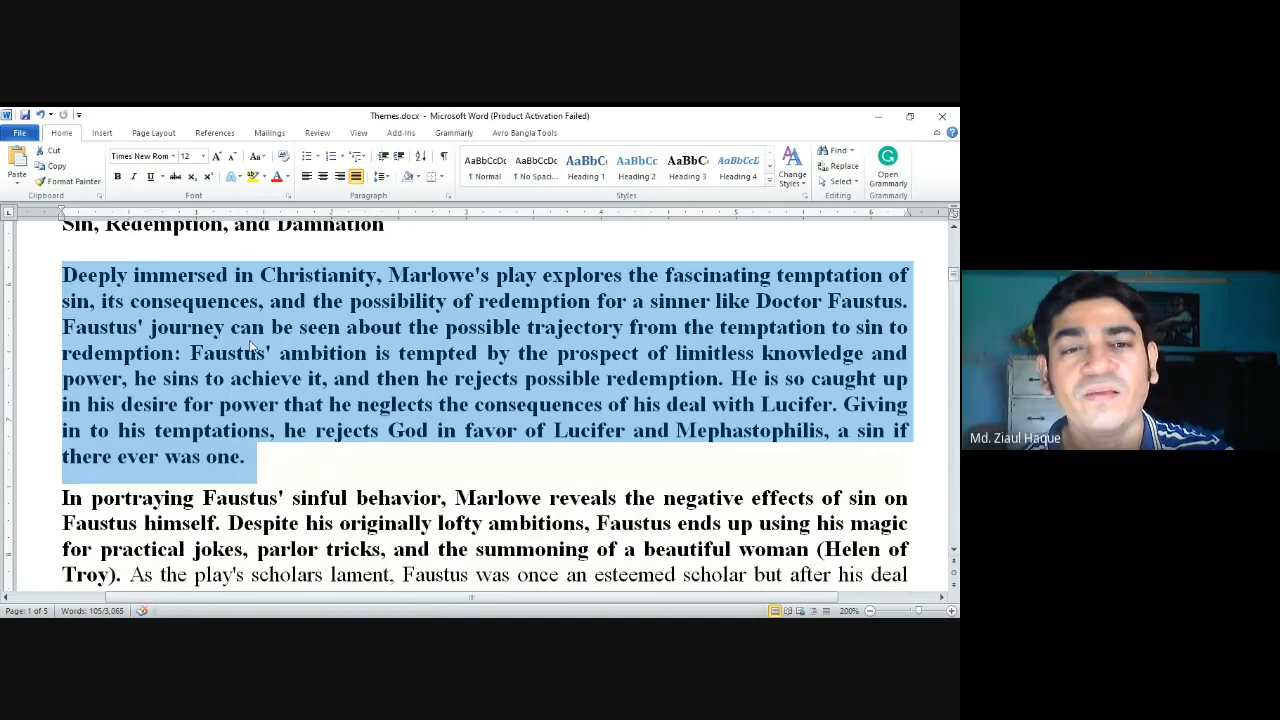 Themes.docx - Microsoft Word (Product Activation Failed)
File Home Insert Page Layout References Mailings Review View Add-Ins Grammarly Avro Bangla Tools
Cut
Copy
Format Painter
Paste
Clipboard
Times New Rom 12
B I U abc
Font
Paragraph
AaBbCcDc AaBbCcDc AaBbC AaBbCc AaBbC AaBbCcD
¶ Normal ¶ No Spaci... Heading 1 Heading 2 Heading 3 Heading 4
Styles
Change
Styles
Find
Replace
Select
Editing
Open
Grammarly
Grammarly
Sin, Redemption, and Damnation
Deeply immersed in Christianity, Marlowe's play explores the fascinating temptation of
sin, its consequences, and the possibility of redemption for a sinner like Doctor Faustus.
Faustus' journey can be seen about the possible trajectory from the temptation to sin to
redemption: Faustus' ambition is tempted by the prospect of limitless knowledge and
power, he sins to achieve it, and then he rejects possible redemption. He is so caught up
in his desire for power that he neglects the consequences of his deal with Lucifer. Giving
in to his temptations, he rejects God in favor of Lucifer and Mephastophilis, a sin if
there ever was one.
In portraying Faustus' sinful behavior, Marlowe reveals the negative effects of sin on
Faustus himself. Despite his originally lofty ambitions, Faustus ends up using his magic
for practical jokes, parlor tricks, and the summoning of a beautiful woman (Helen of
Troy). As the play's scholars lament, Faustus was once an esteemed scholar but after his deal
Page: 1 of 5 Words: 105/3,065 200%
Md. Ziaul Haque